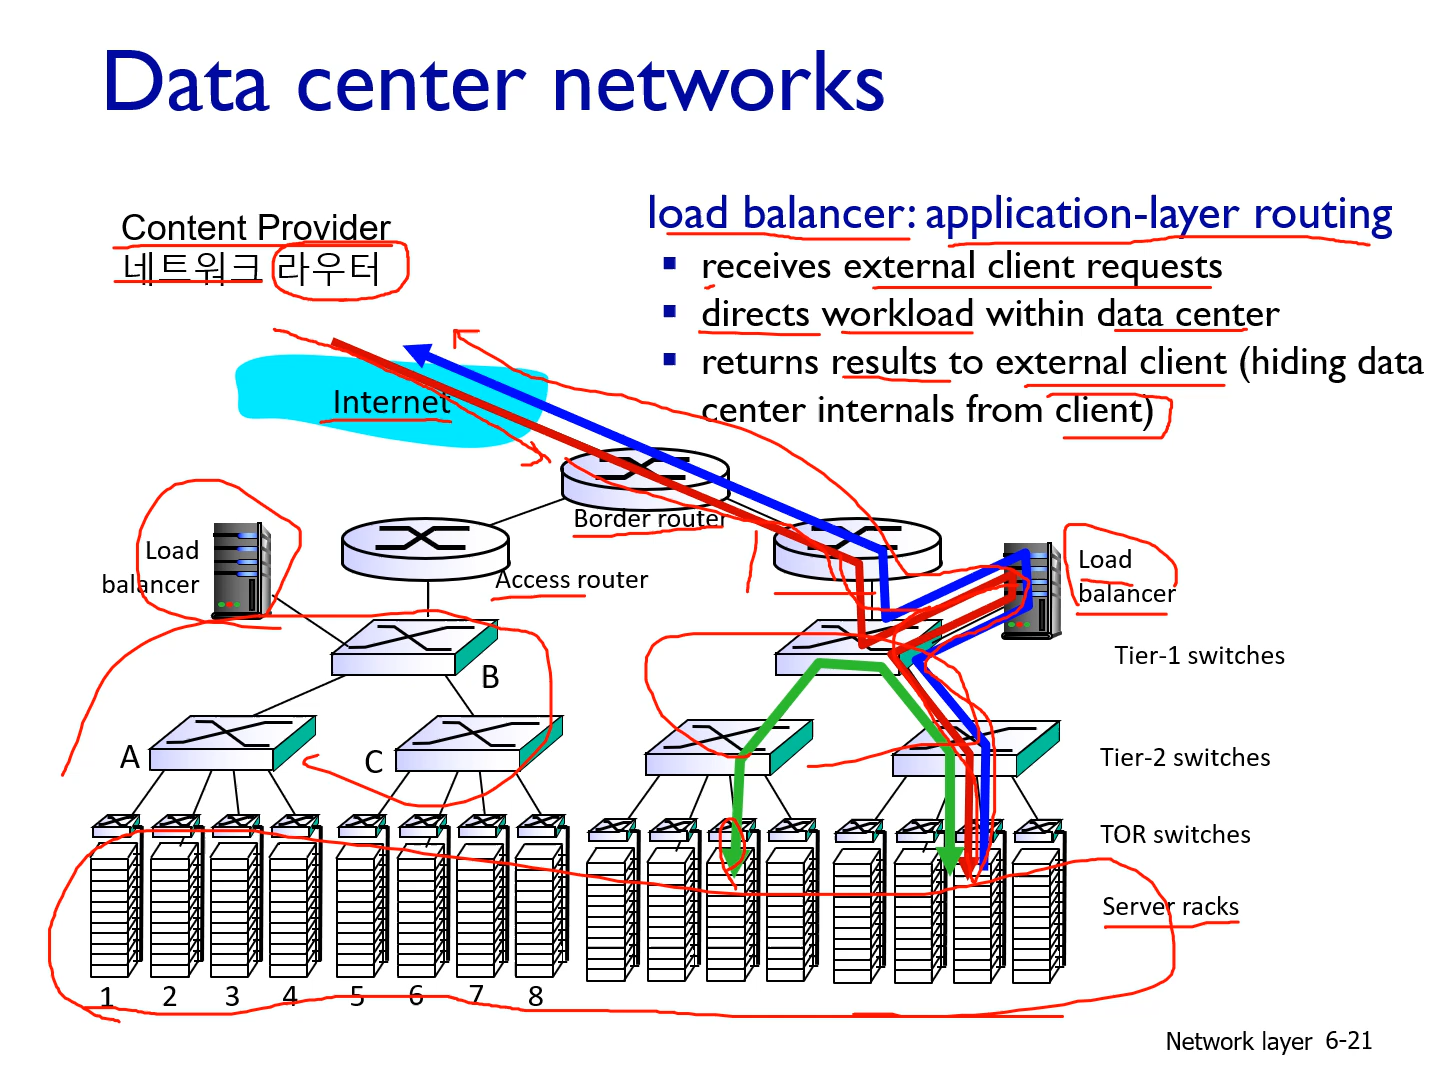 Data center networks
Content Provider
네트워크 라우터
load balancer: application-layer routing
▪ receives external client requests
▪ directs workload within data center
▪ returns results to external client (hiding data
center internals from client)
Internet
Border router
Load
balancer
Access router
Load
balancer
Tier-1 switches
B
A
C
Tier-2 switches
TOR switches
Server racks
1 2 3 4 5 6 7 8
Network layer 6-21